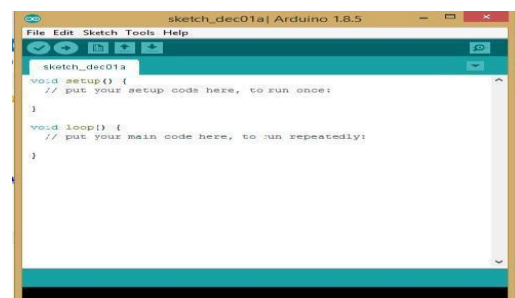 sketch_dec01a| Arduino 1.8.5
File Edit Sketch Tools Help
sketch_dec01a
void setup() {
// put your setup code here, to run once:
}
void loop() {
// put your main code here, to run repeatedly:
}